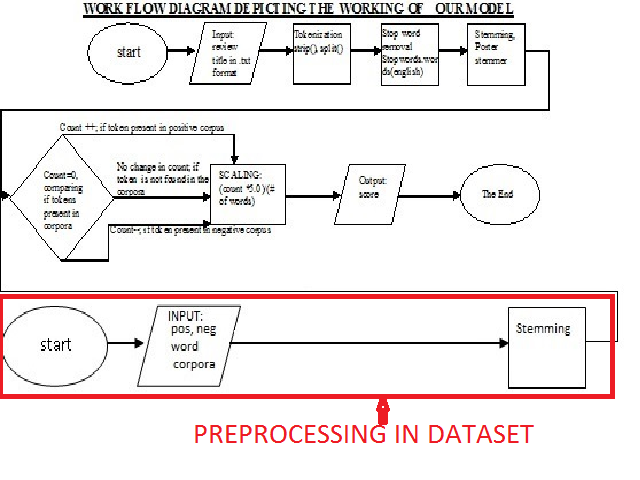 WORK FLOW DIAGRAM DEPICTING THE WORKING OF OUR MODEL
start
Input:
review
title in .txt
format
Tokenization
strip(), split()
Stop word
removal
Stopwords.wor
ds(english)
Stemming,
Porter
stemmer
Count ++; if token present in positive corpus
Count=0,
comparing
if tokens
present in
corpora
No change in count, if
token is not found in the
corpora
Count--; if token present in negative corpus
SCALING:
(count *5.0)/(#
of words)
Output:
score
The End
start
INPUT:
pos, neg
word
corpora
Stemming
PREPROCESSING IN DATASET